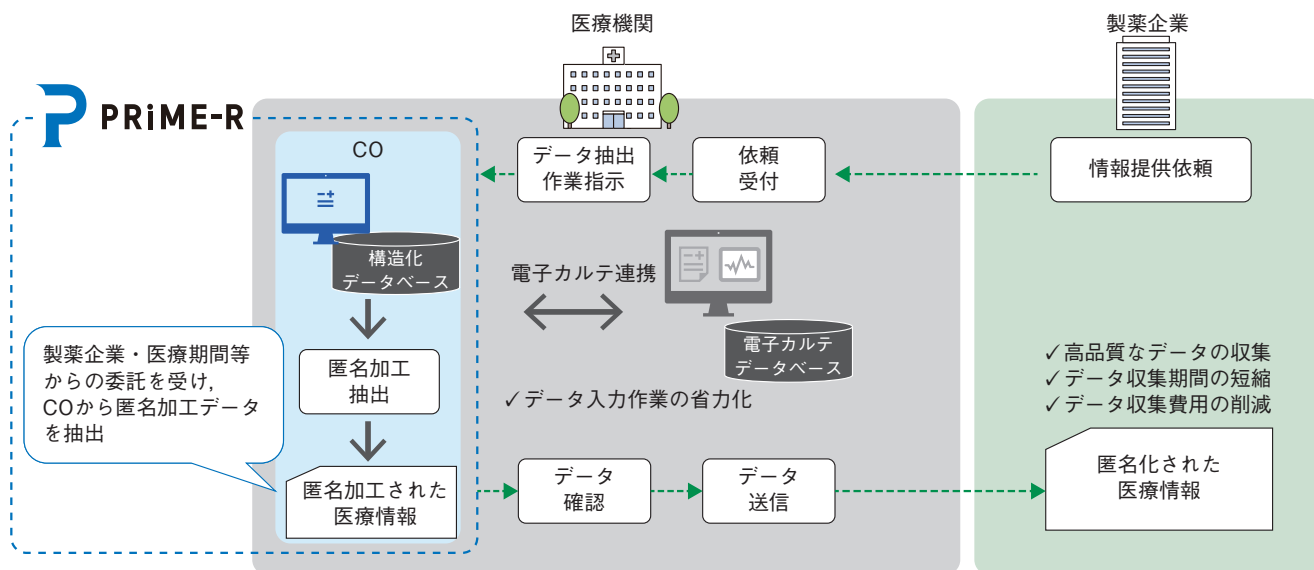 医療機関
製薬企業
PRiME-R
CO
データ抽出
作業指示
依頼
受付
情報提供依頼
構造化
データベース
電子カルテ連携
電子カルテ
データベース
製薬企業・医療期間等
からの委託を受け,
COから匿名加工データ
を抽出
匿名加工
抽出
✓データ入力作業の省力化
✓高品質なデータの収集
✓データ収集期間の短縮
✓データ収集費用の削減
匿名加工された
医療情報
データ
確認
データ
送信
匿名化された
医療情報